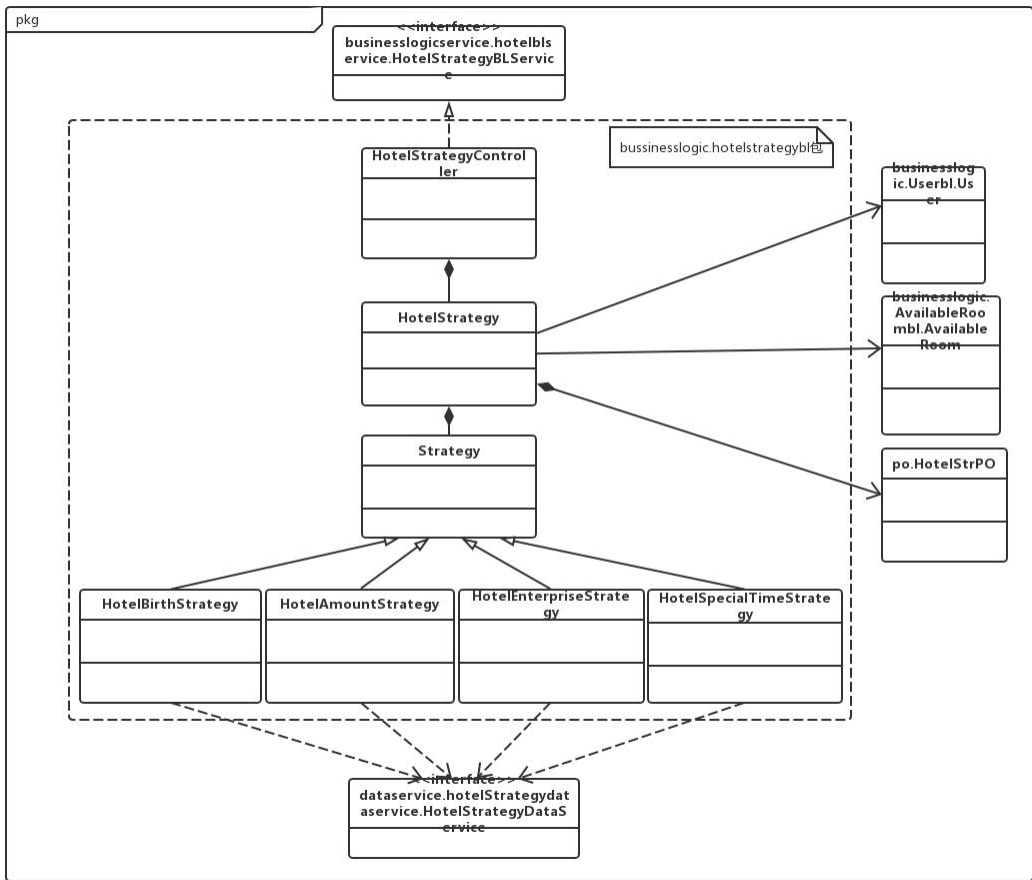 pkg
<<interface>>
businesslogicservice.hotelbls
ervice.HotelStrategyBLServic
e
bussinesslogic.hotelstrategybl包
HotelStrategyControl
ler
businesslog
ic.Userbl.Us
er
HotelStrategy
businesslogic.
AvailableRoo
mbl.Available
Room
Strategy
po.HotelStrPO
HotelBirthStrategy
HotelAmountStrategy
HotelEnterpriseStrate
gy
HotelSpecialTimeStrate
gy
<<interface>>
dataservice.hotelStrategydat
aservice.HotelStrategyDataS
ervice